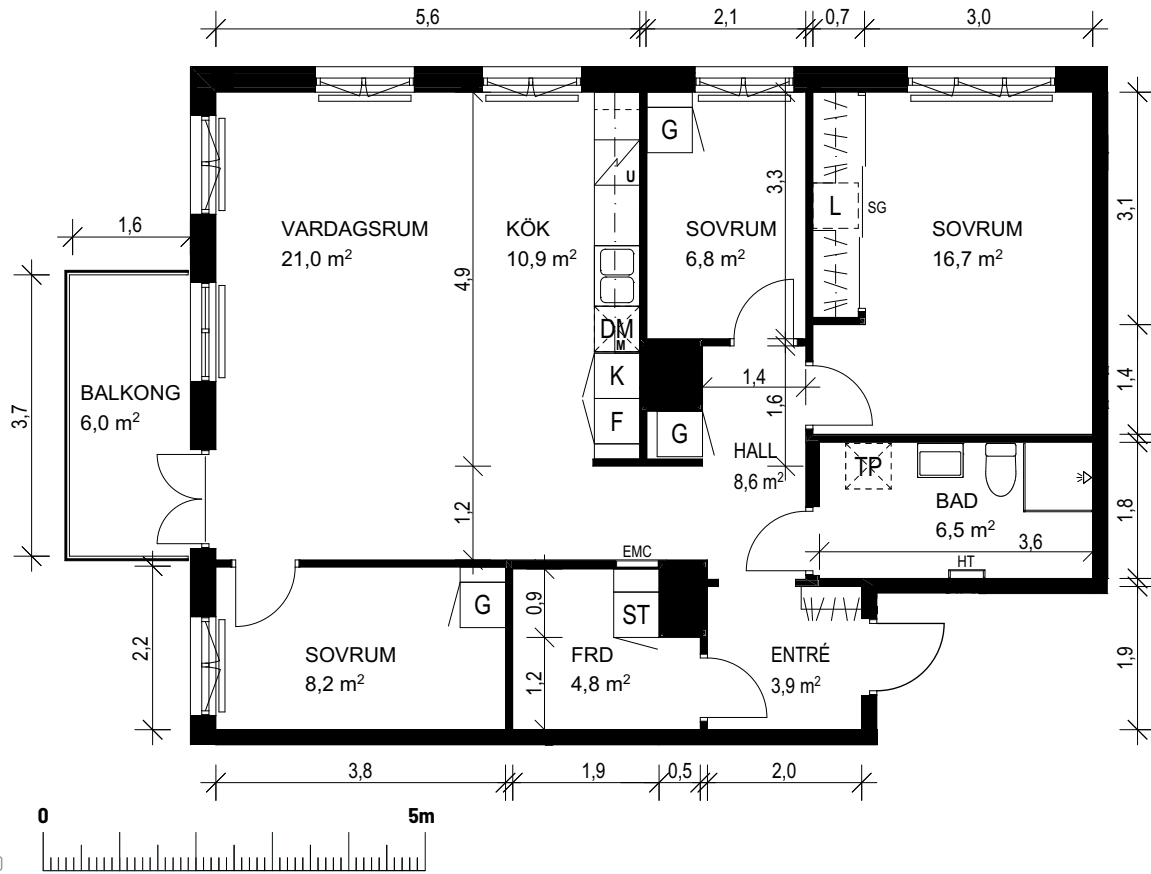 5,6
2,1
0,7
3,0
G
U
3,3
L
SG
3,1
1,6
VARDAGSRUM
21,0 m²
KÖK
10,9 m²
SOVRUM
6,8 m²
SOVRUM
16,7 m²
4,9
DM
M
K
F
1,4
1,6
1,4
BALKONG
6,0 m²
3,7
G
HALL
8,6 m²
TP
BAD
6,5 m²
1,8
1,2
EMC
3,6
HT
G
0,9
ST
2,2
SOVRUM
8,2 m²
FRD
4,8 m²
1,2
ENTRÉ
3,9 m²
1,9
3,8
1,9
0,5
2,0
0
5m